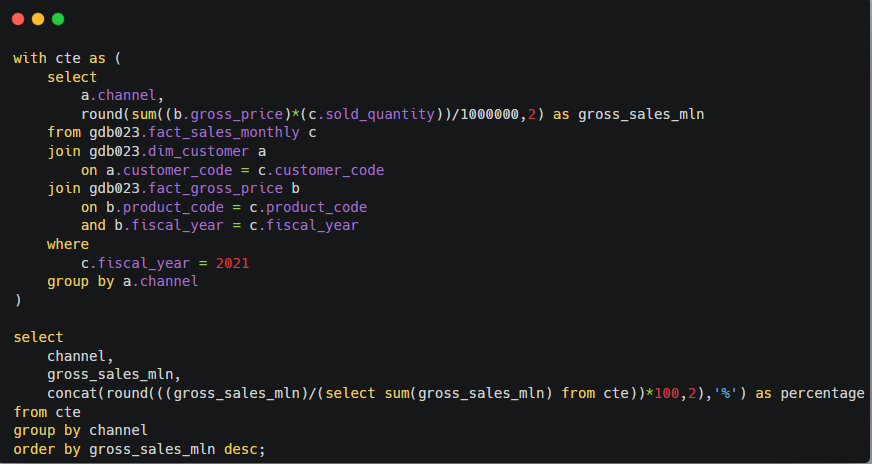 with cte as (
    select
        a.channel,
        round(sum((b.gross_price)*(c.sold_quantity))/1000000,2) as gross_sales_mln
    from gdb023.fact_sales_monthly c
    join gdb023.dim_customer a
        on a.customer_code = c.customer_code
    join gdb023.fact_gross_price b
        on b.product_code = c.product_code
        and b.fiscal_year = c.fiscal_year
    where
        c.fiscal_year = 2021
    group by a.channel
)

select
    channel,
    gross_sales_mln,
    concat(round(((gross_sales_mln)/(select sum(gross_sales_mln) from cte))*100,2),'%') as percentage
from cte
group by channel
order by gross_sales_mln desc;